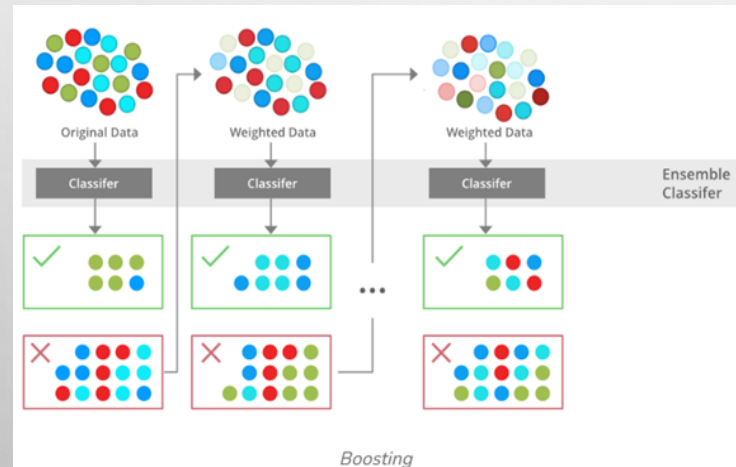 Original Data
Weighted Data
Weighted Data
Classifer
Classifer
Classifer
Ensemble
Classifer
...
Boosting